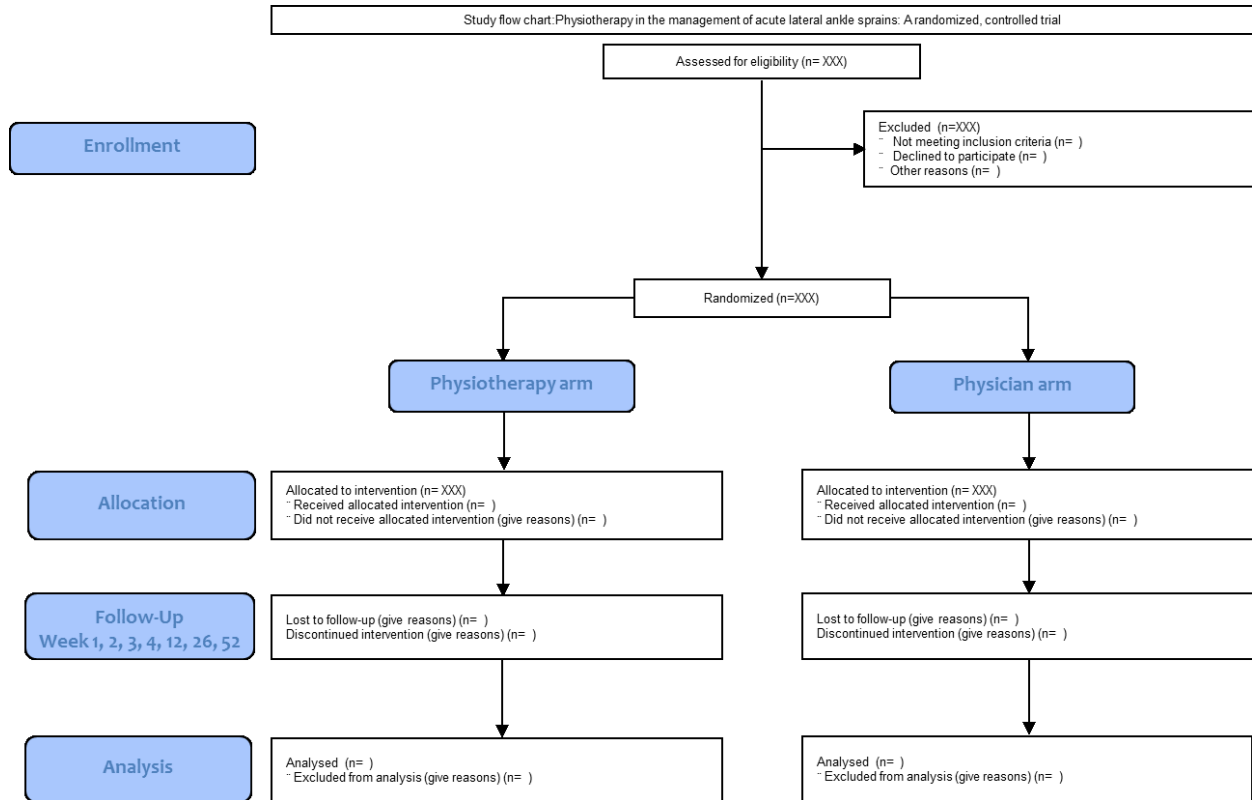 Study flow chart:Physiotherapy in the management of acute lateral ankle sprains: A randomized, controlled trial
Assessed for eligibility (n= XXX)
Enrollment
Excluded (n=XXX)
¨ Not meeting inclusion criteria (n= )
¨ Declined to participate (n= )
¨ Other reasons (n= )
Randomized (n=XXX)
Physiotherapy arm
Physician arm
Allocation
Allocated to intervention (n= XXX)
¨ Received allocated intervention (n= )
¨ Did not receive allocated intervention (give reasons) (n= )
Allocated to intervention (n= XXX)
¨ Received allocated intervention (n= )
¨ Did not receive allocated intervention (give reasons) (n= )
Follow-Up
Week 1, 2, 3, 4, 12, 26, 52
Lost to follow-up (give reasons) (n= )
Discontinued intervention (give reasons) (n= )
Lost to follow-up (give reasons) (n= )
Discontinued intervention (give reasons) (n= )
Analysis
Analysed (n= )
¨ Excluded from analysis (give reasons) (n= )
Analysed (n= )
¨ Excluded from analysis (give reasons) (n= )